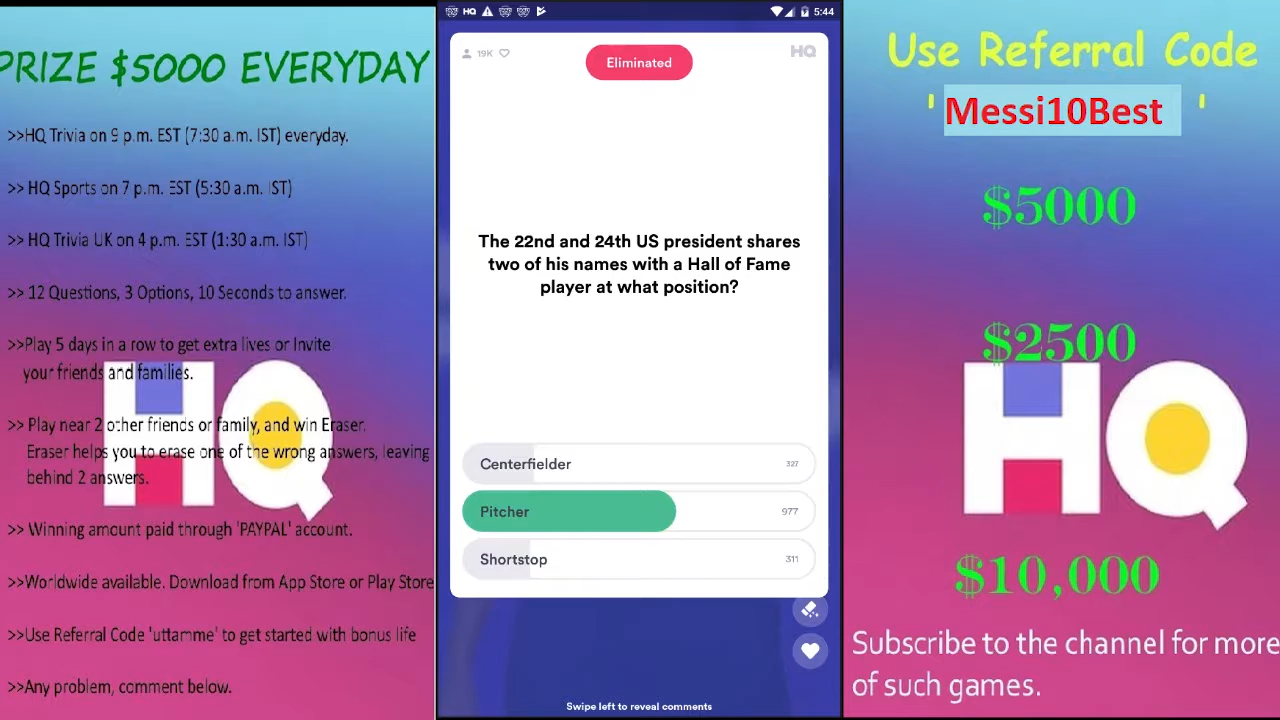 PRIZE $5000 EVERYDAY
>>HQ Trivia on 9 p.m. EST (7:30 a.m. IST) everyday.
>> HQ Sports on 7 p.m. EST (5:30 a.m. IST)
>> HQ Trivia UK on 4 p.m. EST (1:30 a.m. IST)
>> 12 Questions, 3 Options, 10 Seconds to answer.
>>Play 5 days in a row to get extra lives or Invite
your friends and families.
>> Play near 2 other friends or family, and win Eraser.
Eraser helps you to erase one of the wrong answers, leaving
behind 2 answers.
>> Winning amount paid through 'PAYPAL' account.
>>Worldwide available. Download from App Store or Play Store
>>Use Referral Code 'uttamme' to get started with bonus life
>>Any problem, comment below.
HQ
HQ
5:44
19K
Eliminated
HQ
The 22nd and 24th US president shares
two of his names with a Hall of Fame
player at what position?
Centerfielder 327
Pitcher 977
Shortstop 311
Swipe left to reveal comments
Use Referral Code
' Messi10Best '
$5000
$2500
HQ
$10,000
Subscribe to the channel for more
of such games.